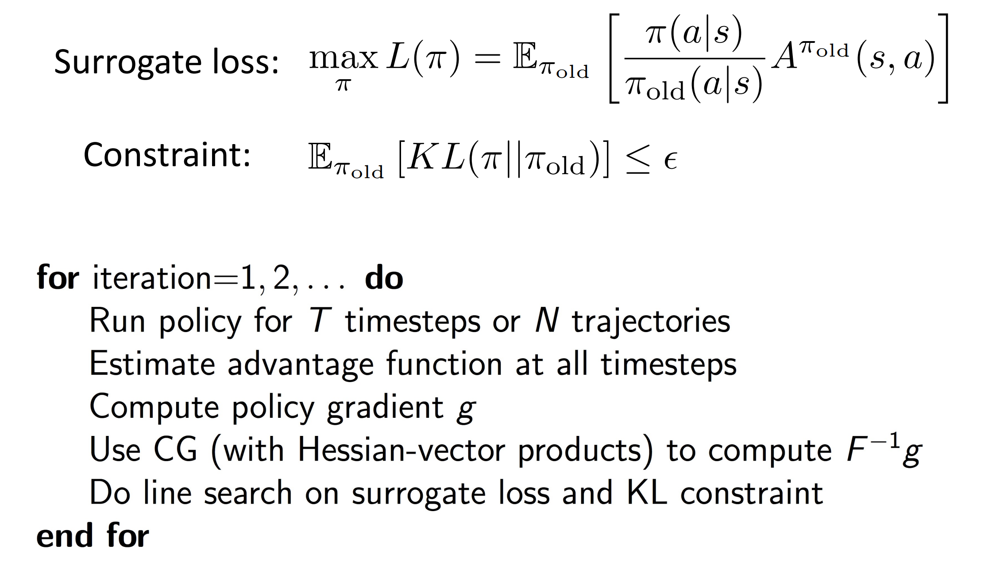 Surrogate loss: $\max_{\pi} L(\pi) = \mathbb{E}_{\pi_{\text{old}}} \left[ \frac{\pi(a|s)}{\pi_{\text{old}}(a|s)} A^{\pi_{\text{old}}}(s, a) \right]$
Constraint: $\mathbb{E}_{\pi_{\text{old}}} [KL(\pi||\pi_{\text{old}})] \leq \epsilon$
for iteration=1, 2, . . . do
Run policy for T timesteps or N trajectories
Estimate advantage function at all timesteps
Compute policy gradient g
Use CG (with Hessian-vector products) to compute $F^{-1}g$
Do line search on surrogate loss and KL constraint
end for